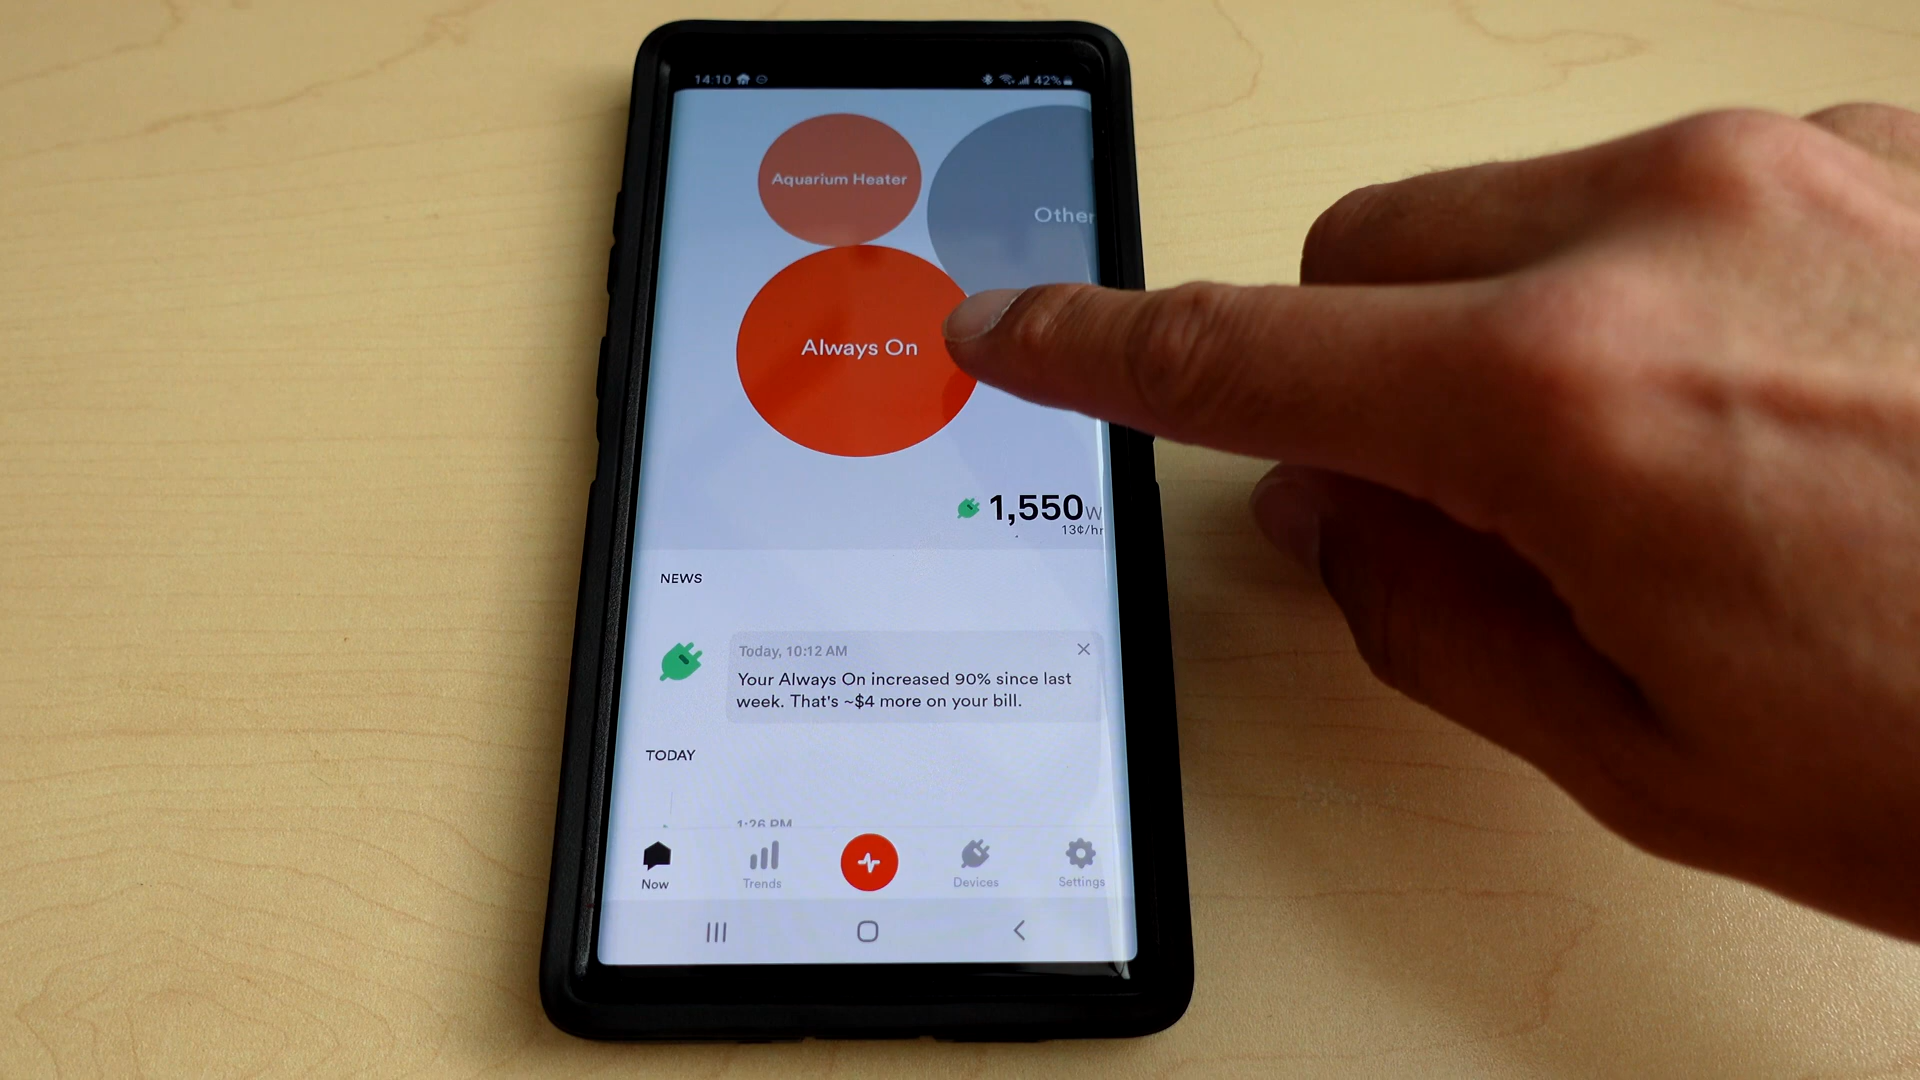 14:10
42%
Aquarium Heater
Other
Always On
1,550W
13¢/hr
NEWS
Today, 10:12 AM
Your Always On increased 90% since last
week. That's ~$4 more on your bill.
TODAY
1:26 PM
Now
Trends
Devices
Settings